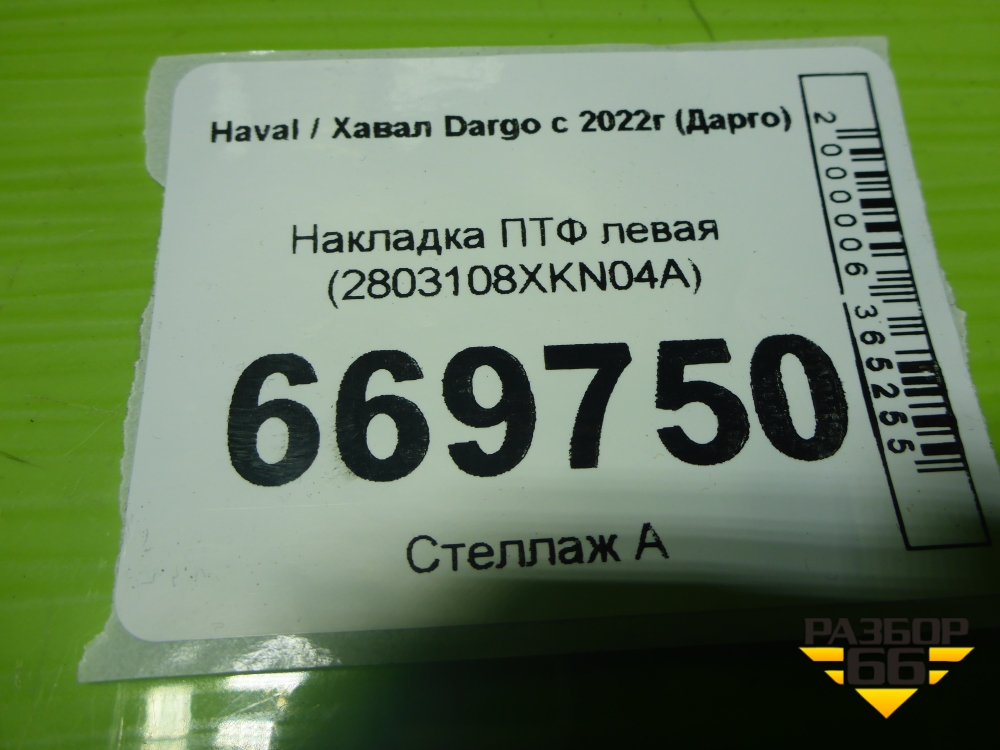 Haval / Хавал Dargo с 2022г (Дарго)
Накладка ПТФ левая
(2803108XKN04A)
669750
Стеллаж А
2000006365255
РАЗБОР
66